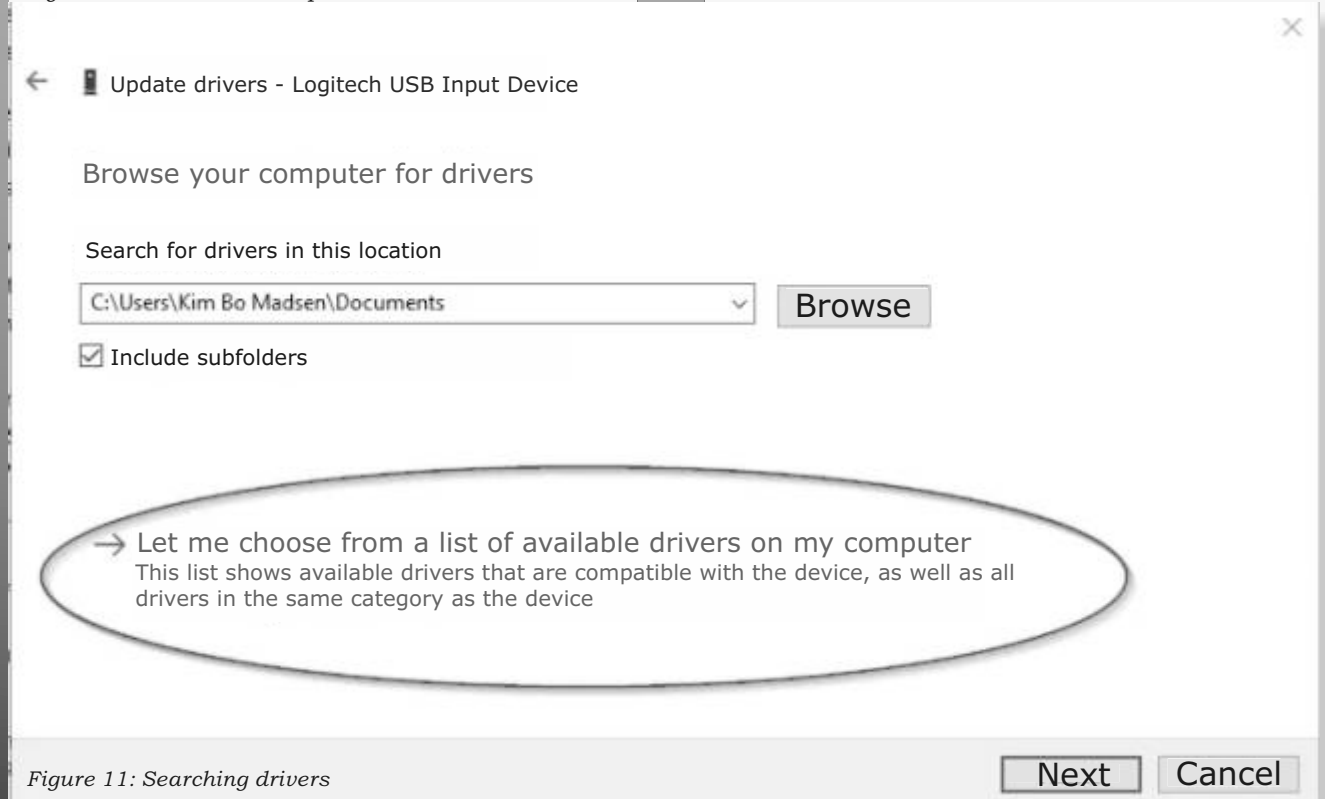 Update drivers - Logitech USB Input Device
Browse your computer for drivers
Search for drivers in this location
C:\Users\Kim Bo Madsen\Documents
Browse
Include subfolders
Let me choose from a list of available drivers on my computer
This list shows available drivers that are compatible with the device, as well as all
drivers in the same category as the device
Figure 11: Searching drivers
Next
Cancel